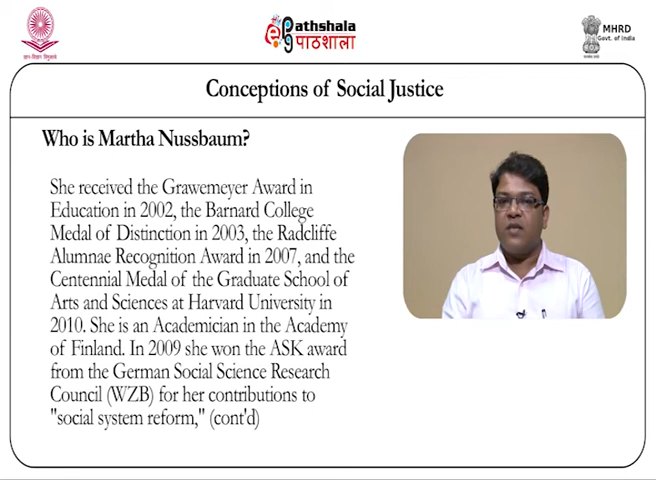 Pathshala
पाठशाला
MHRD
Govt. of India
Conceptions of Social Justice
Who is Martha Nussbaum?
She received the Grawemeyer Award in
Education in 2002, the Barnard College
Medal of Distinction in 2003, the Radcliffe
Alumnae Recognition Award in 2007, and the
Centennial Medal of the Graduate School of
Arts and Sciences at Harvard University in
2010. She is an Academician in the Academy
of Finland. In 2009 she won the ASK award
from the German Social Science Research
Council (WZB) for her contributions to
"social system reform," (cont'd)